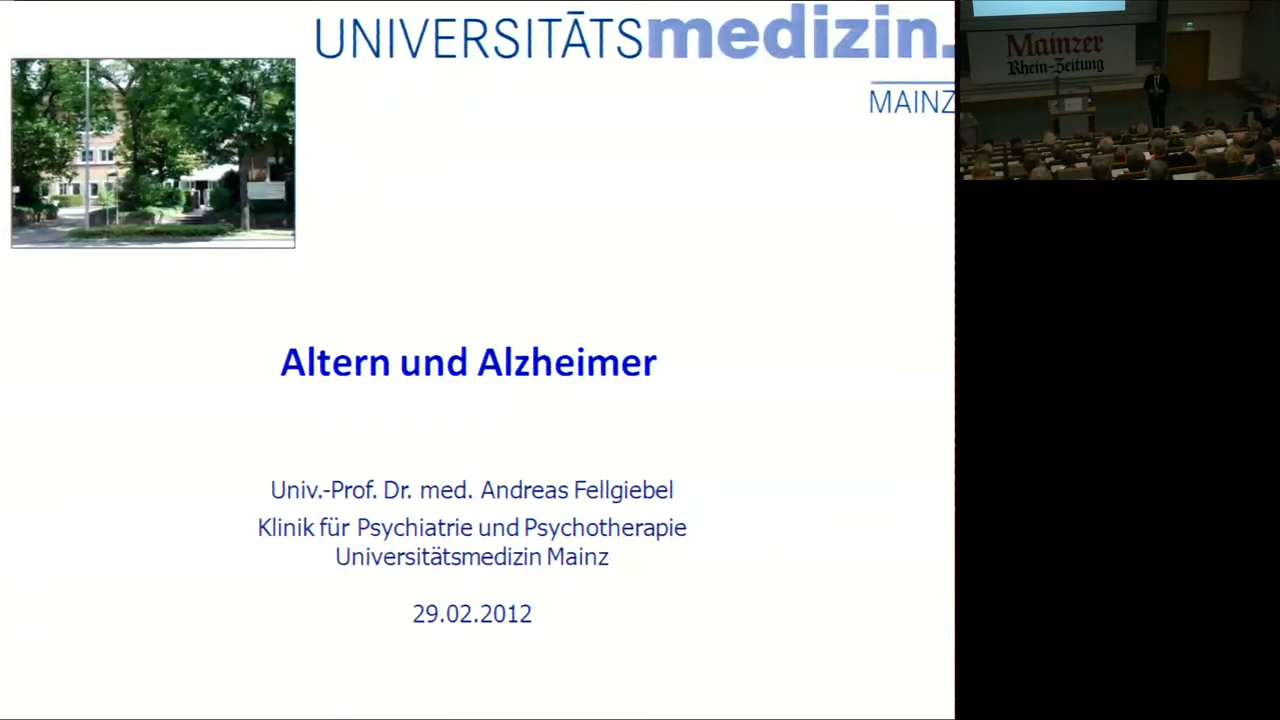 UNIVERSITÄTSmedizin.
MAINZ
Mainzer
Rhein-Zeitung
Altern und Alzheimer
Univ.-Prof. Dr. med. Andreas Fellgiebel
Klinik für Psychiatrie und Psychotherapie
Universitätsmedizin Mainz
29.02.2012